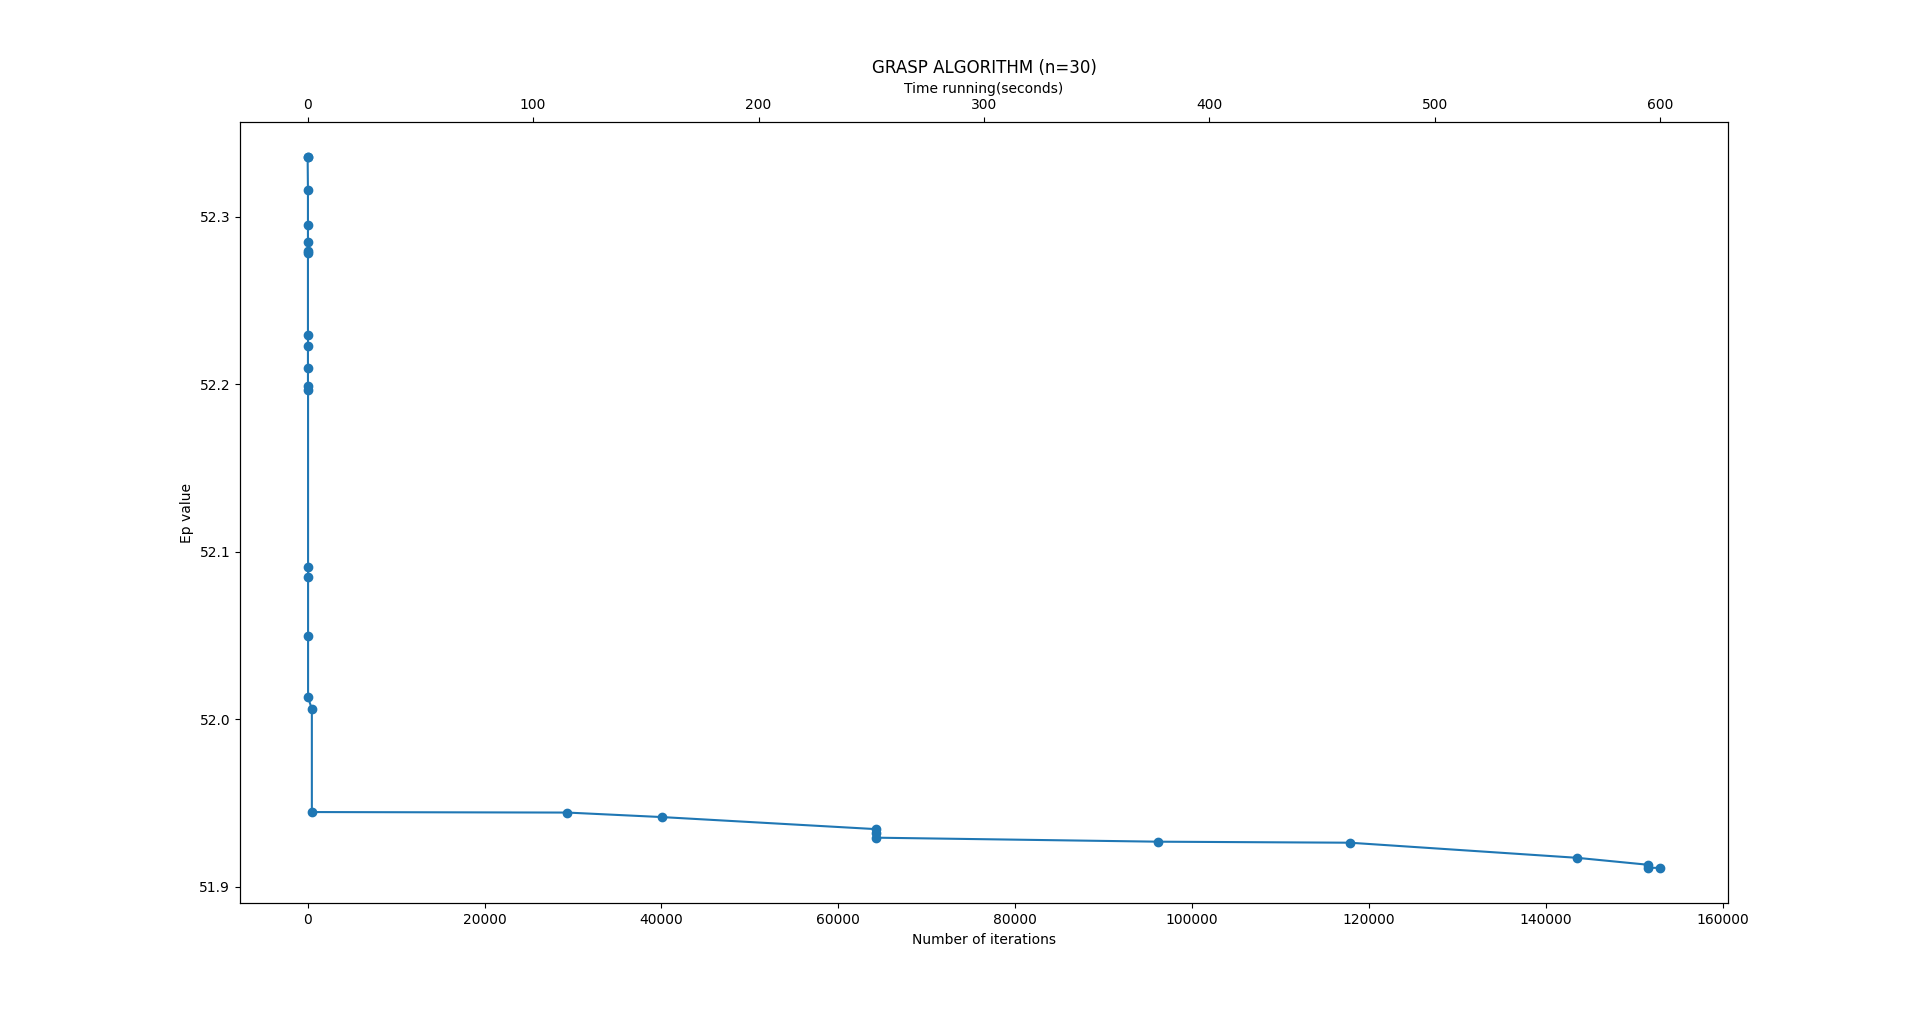 GRASP ALGORITHM (n=30)
Time running(seconds)
0 100 200 300 400 500 600
52.3
52.2
52.1
52.0
51.9
Ep value
0 20000 40000 60000 80000 100000 120000 140000 160000
Number of iterations